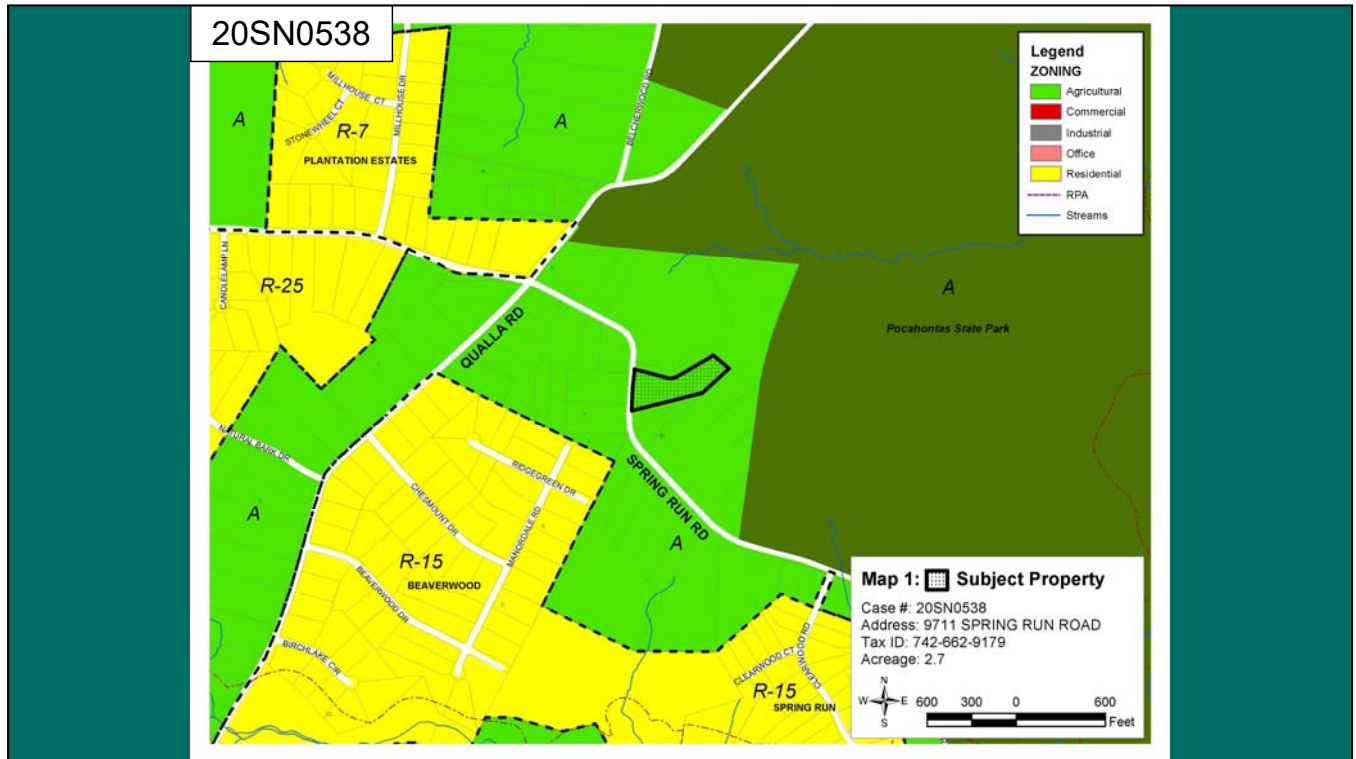 20SN0538
Legend
ZONING
Agricultural
Commercial
Industrial
Office
Residential
RPA
Streams
MILLHOUSE CT
STONEWHEEL CT
MILLHOUSE DR
A
R-7
PLANTATION ESTATES
A
BELCHERWOOD RD
CANDLELAMP LN
R-25
QUALLA RD
A
Pocahontas State Park
NATURAL BARK DR
A
CHESMOUNT DR
RIDGEGREEN DR
MANORDALE RD
SPRING RUN RD
A
R-15
BEAVERWOOD
BEAVERWOOD DR
BIRCHLAKE CIR
CLEARWOOD CT
CLEARWOOD RD
R-15
SPRING RUN
Map 1: Subject Property
Case #: 20SN0538
Address: 9711 SPRING RUN ROAD
Tax ID: 742-662-9179
Acreage: 2.7
N
W E
S
600 300 0 600
Feet